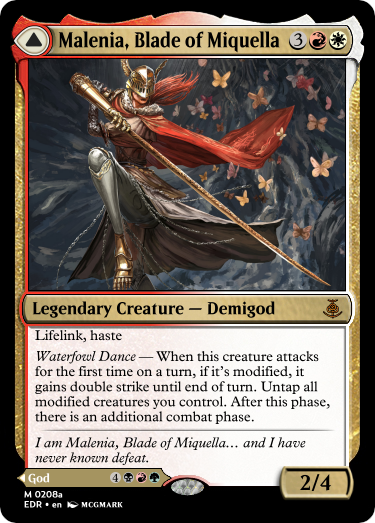 Malenia, Blade of Miquella 3
Legendary Creature — Demigod
Lifelink, haste
Waterfowl Dance — When this creature attacks
for the first time on a turn, if it's modified, it
gains double strike until end of turn. Untap all
modified creatures you control. After this phase,
there is an additional combat phase.
I am Malenia, Blade of Miquella… and I have
never known defeat.
God 4
2/4
M 0208a
EDR • en MCGMARK